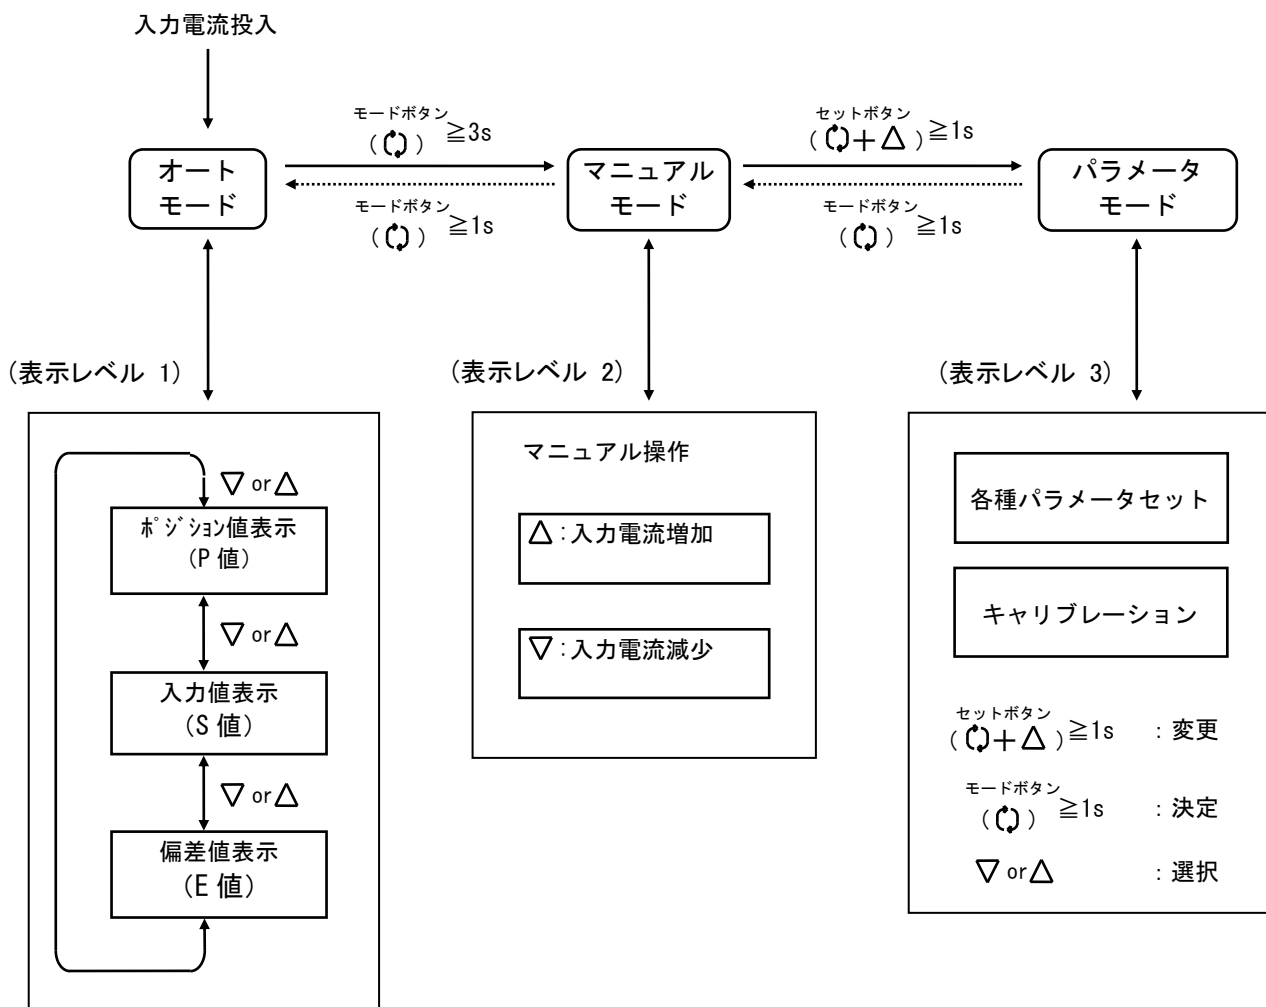 入力電流投入
モードボタン
( ) ≧3s
セットボタン
( +△) ≧1s
オート
モード
マニュアル
モード
パラメータ
モード
モードボタン
( ) ≧1s
モードボタン
( ) ≧1s
(表示レベル 1)
(表示レベル 2)
(表示レベル 3)
▽ or△
ﾎﾟｼﾞｼｮﾝ値表示
(P 値)
▽ or△
入力値表示
(S 値)
▽ or△
偏差値表示
(E 値)
マニュアル操作
△:入力電流増加
▽:入力電流減少
各種パラメータセット
キャリブレーション
セットボタン
( +△) ≧1s :変更
モードボタン
( ) ≧1s :決定
▽ or△ :選択